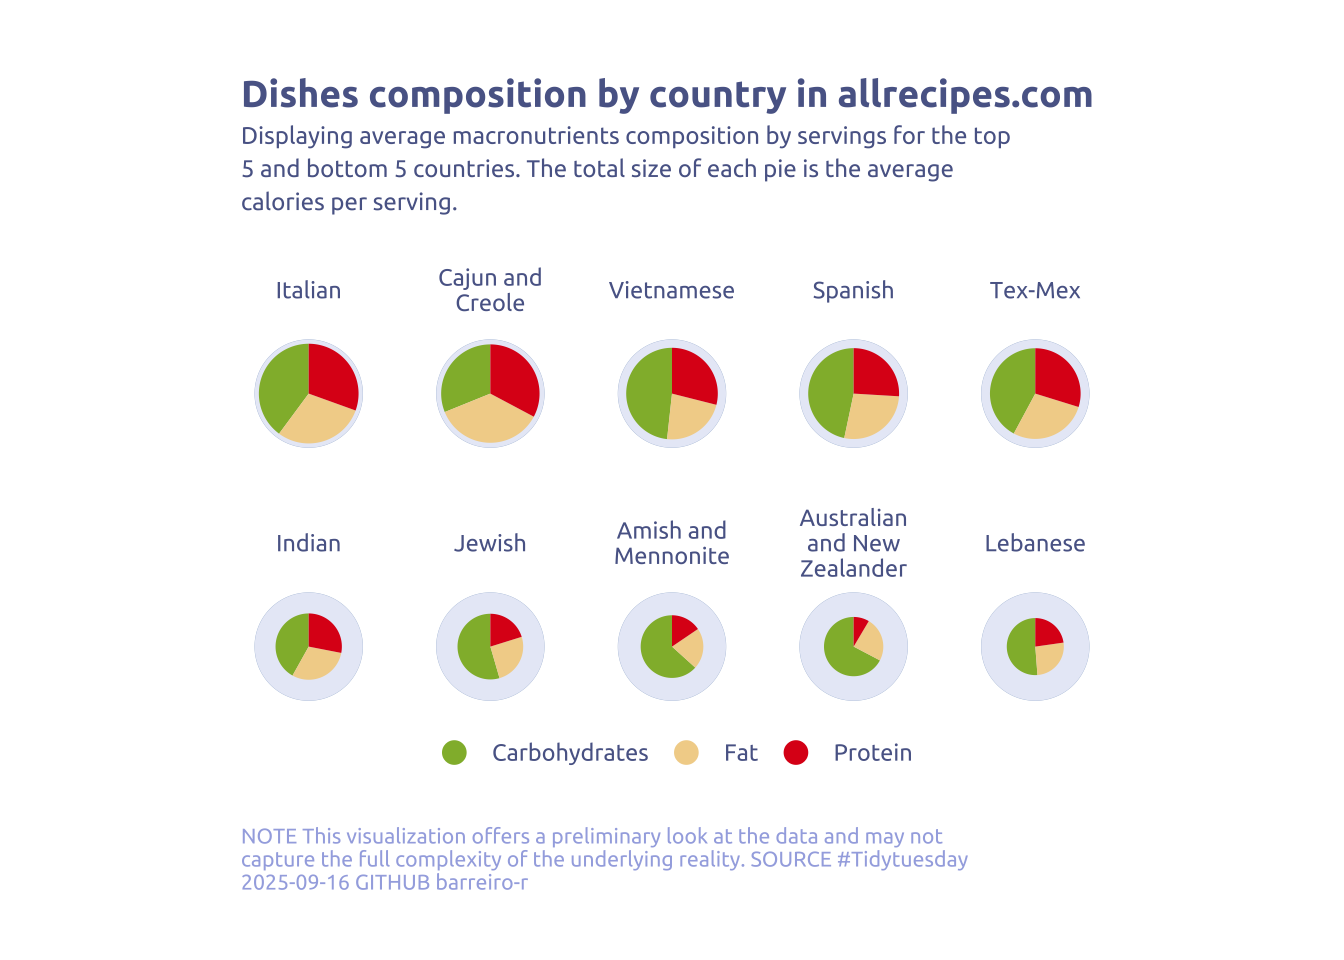 Dishes composition by country in allrecipes.com
Displaying average macronutrients composition by servings for the top
5 and bottom 5 countries. The total size of each pie is the average
calories per serving.
Italian
Cajun and
Creole
Vietnamese
Spanish
Tex-Mex
Indian
Jewish
Amish and
Mennonite
Australian
and New
Zealander
Lebanese
Carbohydrates Fat Protein
NOTE This visualization offers a preliminary look at the data and may not
capture the full complexity of the underlying reality. SOURCE #Tidytuesday
2025-09-16 GITHUB barreiro-r